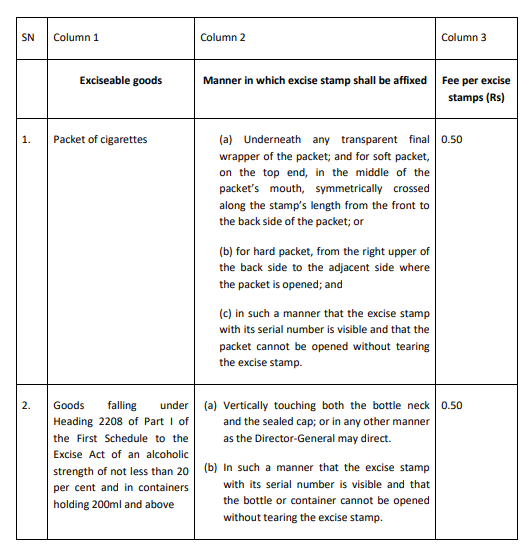 SN Column 1 Column 2 Column 3
Exciseable goods Manner in which excise stamp shall be affixed Fee per excise
stamps (Rs)
1. Packet of cigarettes (a) Underneath any transparent final 0.50
wrapper of the packet; and for soft packet,
on the top end, in the middle of the
packet's mouth, symmetrically crossed
along the stamp's length from the front to
the back side of the packet; or
(b) for hard packet, from the right upper of
the back side to the adjacent side where
the packet is opened; and
(c) in such a manner that the excise stamp
with its serial number is visible and that the
packet cannot be opened without tearing
the excise stamp.
2. Goods falling under (a) Vertically touching both the bottle neck 0.50
Heading 2208 of Part I of and the sealed cap; or in any other manner
the First Schedule to the as the Director-General may direct.
Excise Act of an alcoholic
strength of not less than 20 (b) In such a manner that the excise stamp
per cent and in containers with its serial number is visible and that
holding 200ml and above the bottle or container cannot be opened
without tearing the excise stamp.